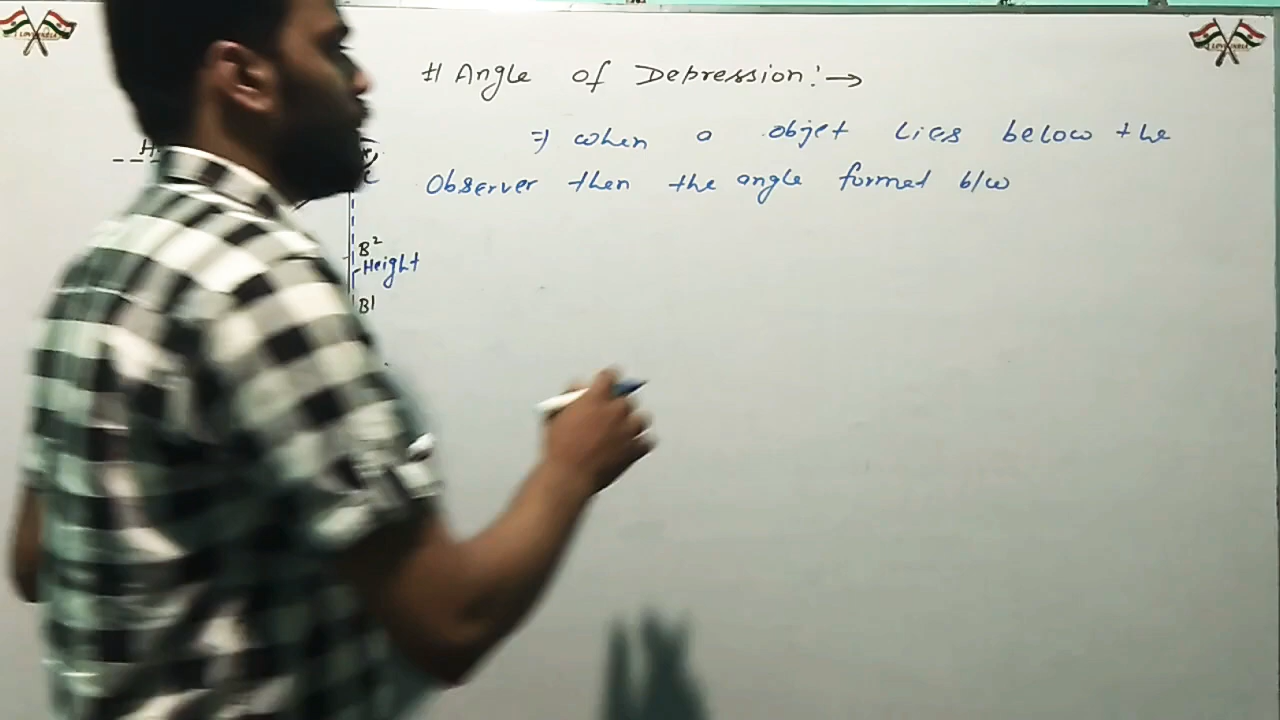 # Angle of Depression:→
⇒ when a objet lies below the
Observer then the angle formed b/w
H
B²
Height
B1